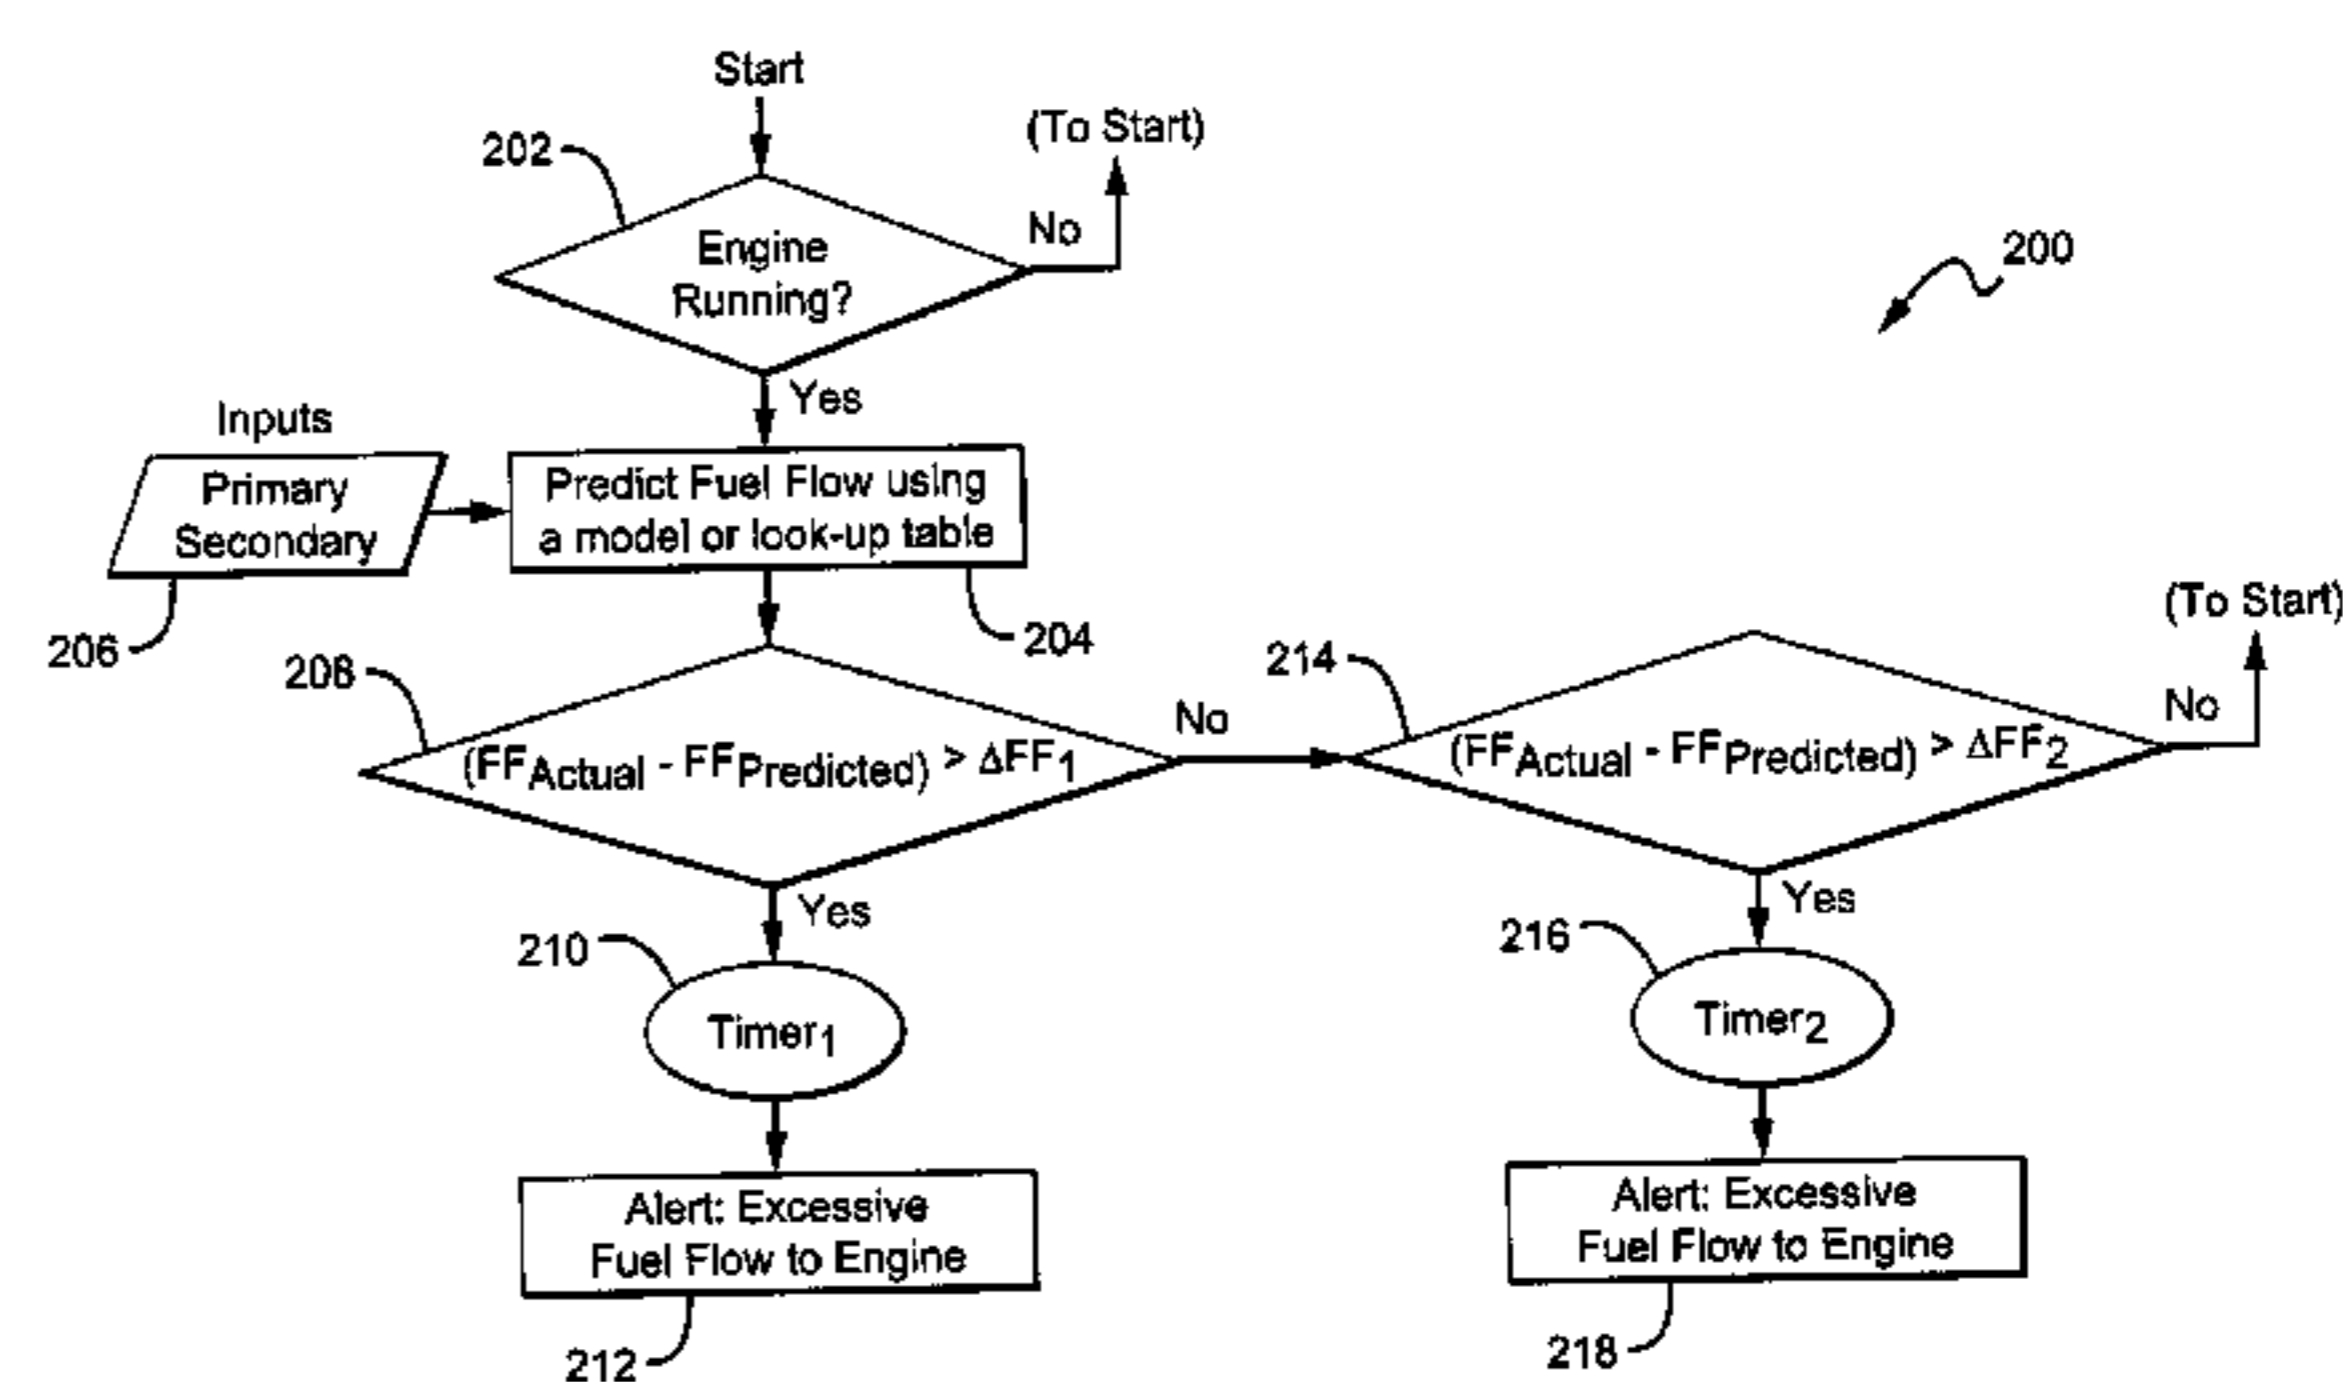 Start
(To Start)
202
No
Engine
Running?
200
Yes
Inputs
Primary
Secondary
Predict Fuel Flow using
a model or look-up table
206
204
208
214
(To Start)
No
No
(FFActual - FFPredicted) > ΔFF1
(FFActual - FFPredicted) > ΔFF2
Yes
Yes
210
216
Timer1
Timer2
Alert: Excessive
Fuel Flow to Engine
Alert: Excessive
Fuel Flow to Engine
212
218